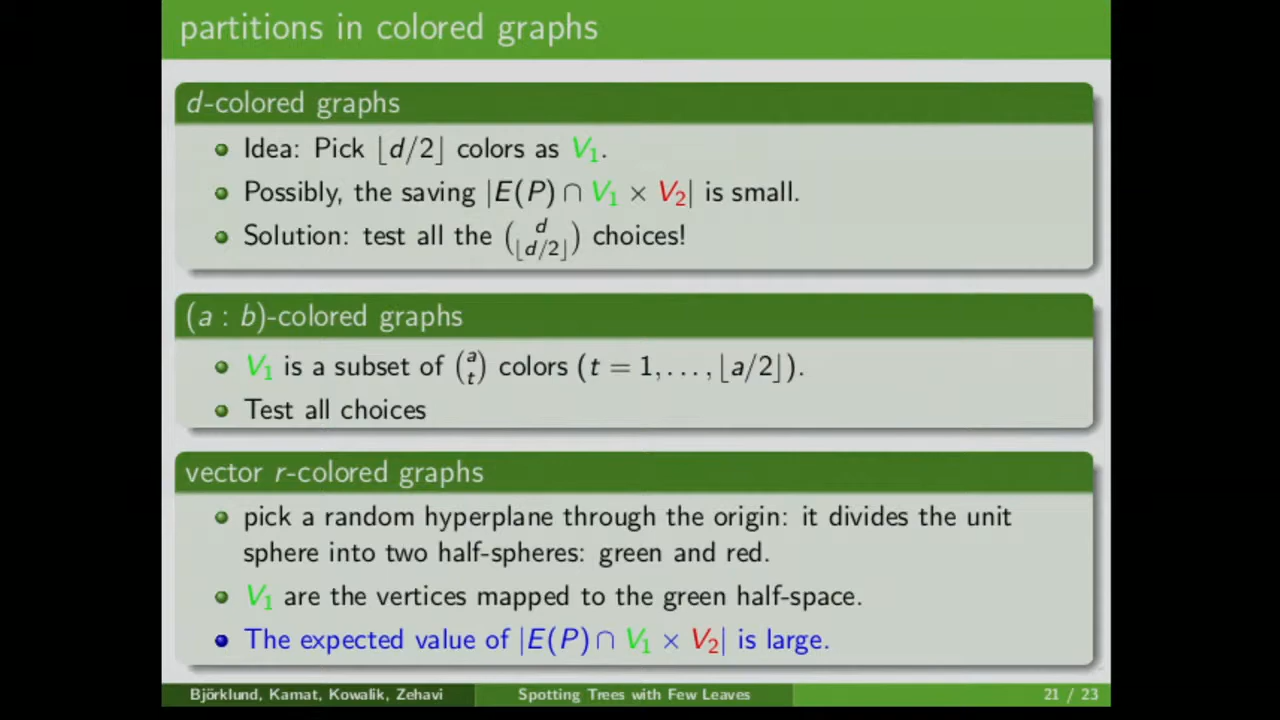 partitions in colored graphs
d-colored graphs
Idea: Pick ⌊d/2⌋ colors as V₁.
Possibly, the saving |E(P) ∩ V₁ × V₂| is small.
Solution: test all the (d ⌊d/2⌋) choices!
(a : b)-colored graphs
V₁ is a subset of (a t) colors (t = 1, . . . , ⌊a/2⌋).
Test all choices
vector r-colored graphs
pick a random hyperplane through the origin: it divides the unit
sphere into two half-spheres: green and red.
V₁ are the vertices mapped to the green half-space.
The expected value of |E(P) ∩ V₁ × V₂| is large.
Björklund, Kamat, Kowalik, Zehavi Spotting Trees with Few Leaves 21 / 23